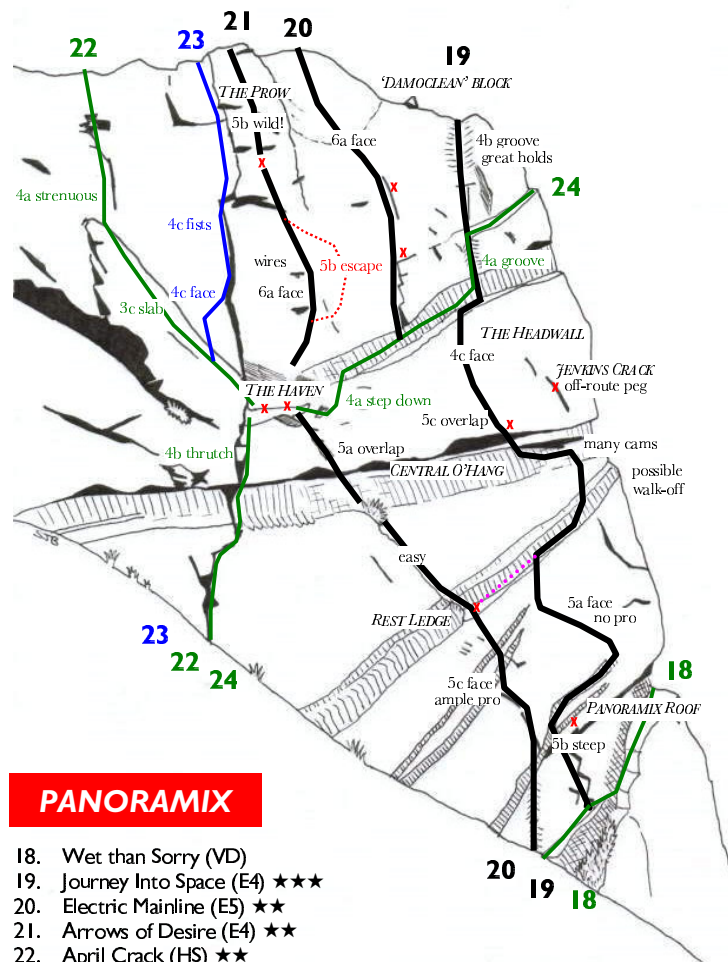 21
20
23
22
19
'DAMOCLEAN' BLOCK
THE PROW
5b wild!
6a face
4b groove
great holds
24
4a strenuous
4c fists
wires
5b escape
4a groove
6a face
4c face
3c slab
THE HEADWALL
4c face
JENKINS CRACK
off-route peg
THE HAVEN
4a step down
5c overlap
5a overlap
4b thrutch
many cams
CENTRAL O'HANG
possible
walk-off
SJB
easy
5a face
no pro
REST LEDGE
23
22
24
18
5c face
ample pro
PANORAMIX ROOF
5b steep
PANORAMIX
20
19
18
18. Wet than Sorry (VD)
19. Journey Into Space (E4) ★★★
20. Electric Mainline (E5) ★★
21. Arrows of Desire (E4) ★★
22. April Crack (HS) ★★